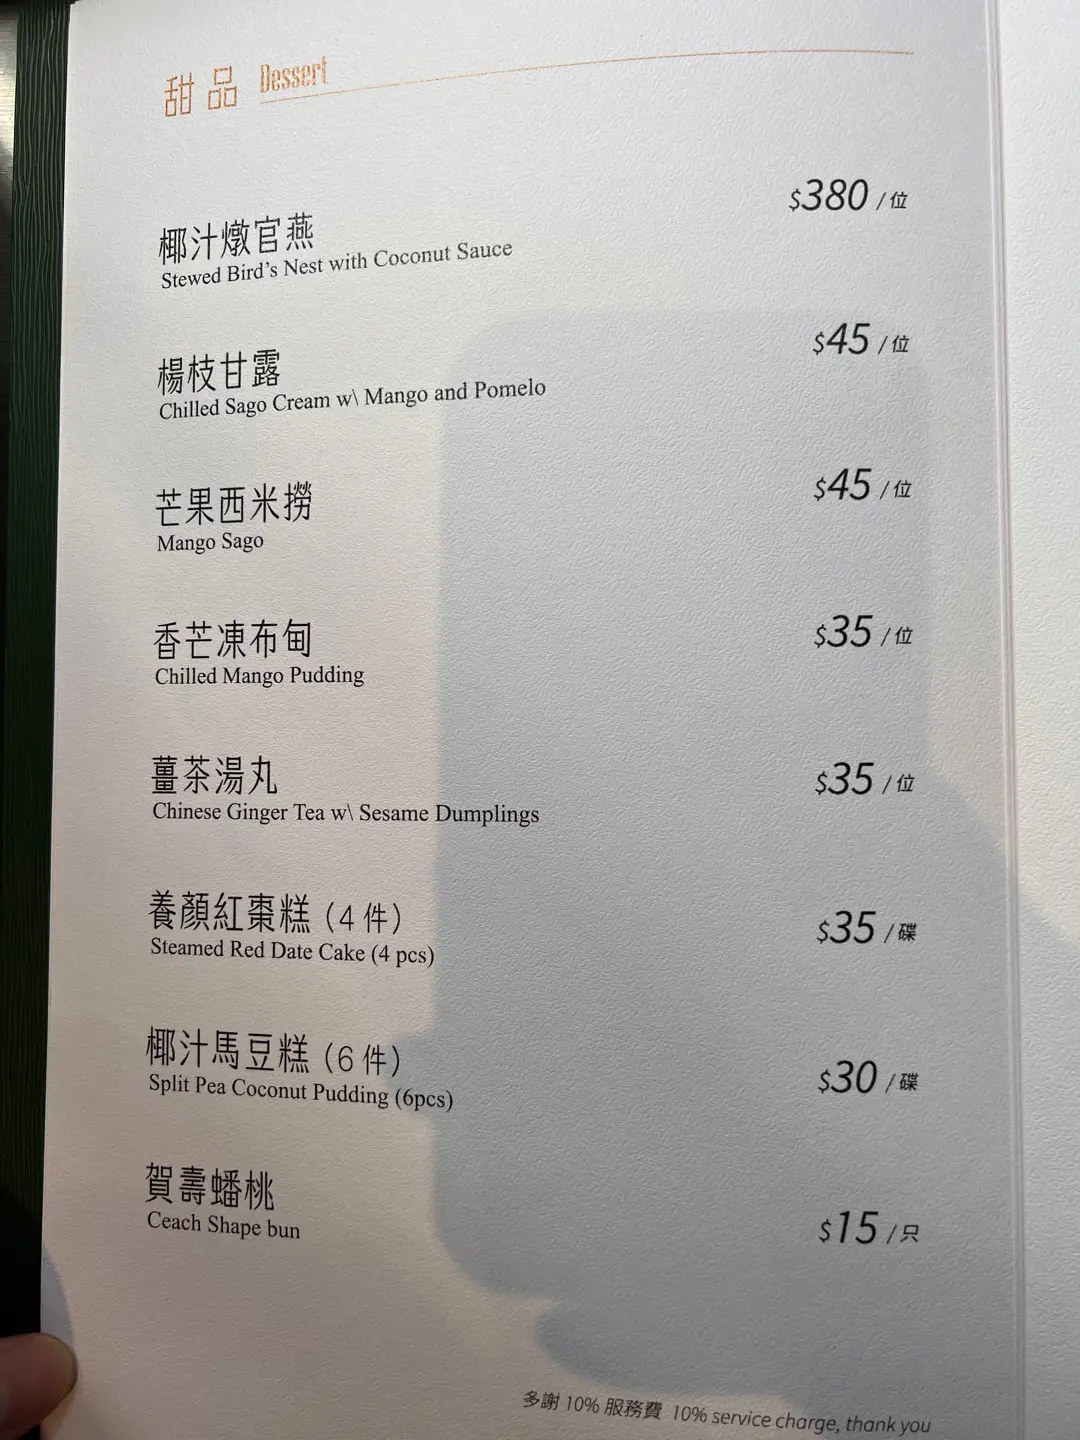 甜品 Dessert
椰汁燉官燕 $380 /位
Stewed Bird's Nest with Coconut Sauce
楊枝甘露 $45 /位
Chilled Sago Cream w\ Mango and Pomelo
芒果西米撈 $45 /位
Mango Sago
香芒凍布甸 $35 /位
Chilled Mango Pudding
薑茶湯丸 $35 /位
Chinese Ginger Tea w\ Sesame Dumplings
養顏紅棗糕 (4 件) $35 /碟
Steamed Red Date Cake (4 pcs)
椰汁馬豆糕 (6 件) $30 /碟
Split Pea Coconut Pudding (6pcs)
賀壽蟠桃 $15 /只
Ceach Shape bun
多謝 10% 服務費 10% service charge, thank you